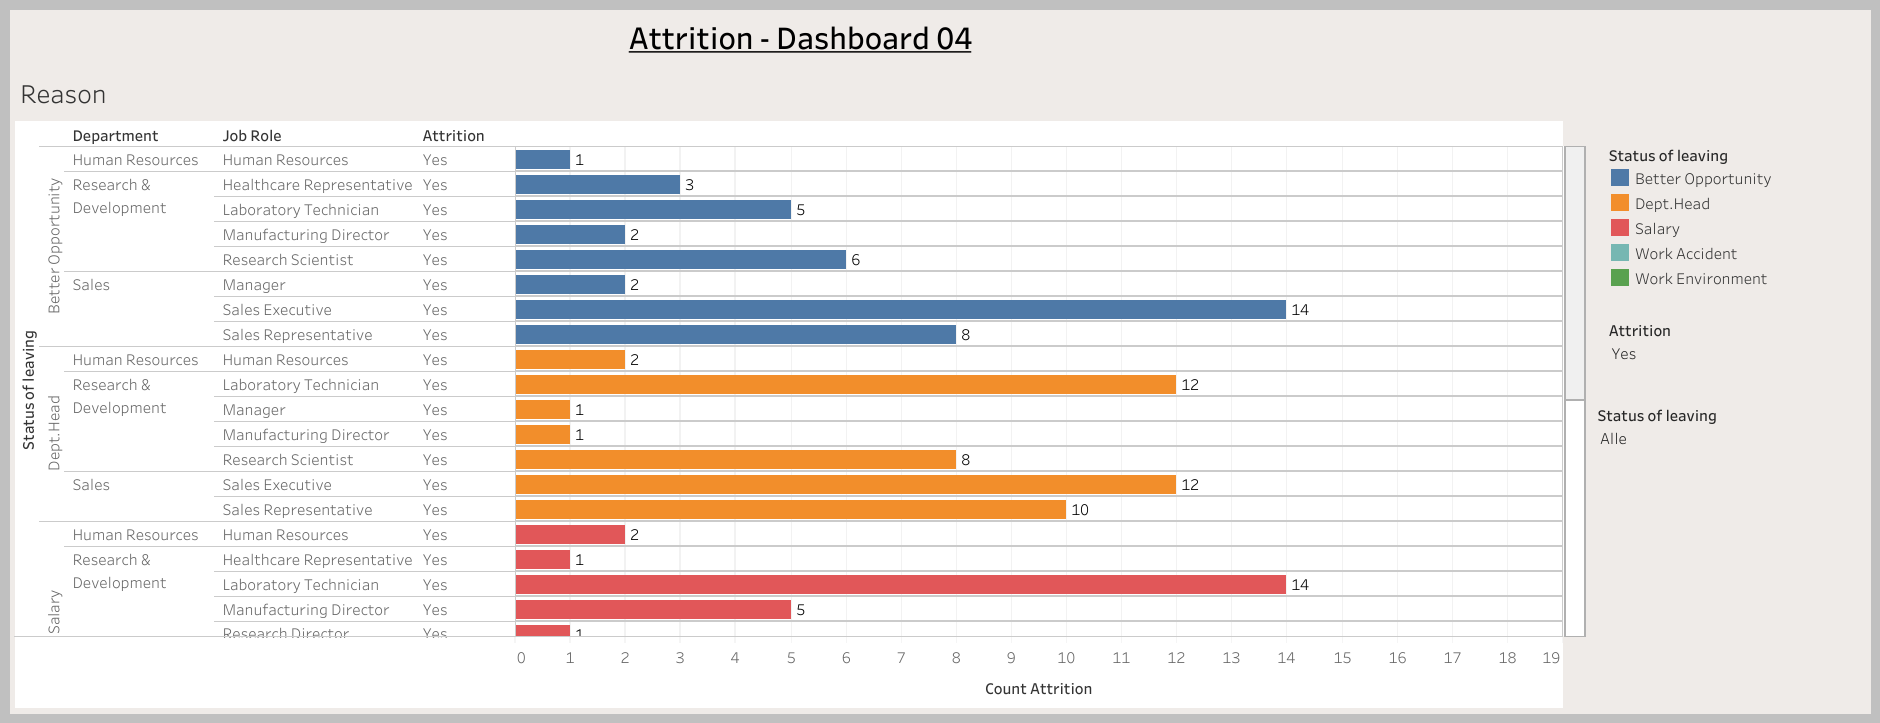 Attrition - Dashboard 04
Reason
Department Job Role Attrition
Status of leaving
Better Opportunity
Human Resources Human Resources Yes 1
Research & Healthcare Representative Yes 3
Development Laboratory Technician Yes 5
Manufacturing Director Yes 2
Research Scientist Yes 6
Sales Manager Yes 2
Sales Executive Yes 14
Sales Representative Yes 8
Dept.Head
Human Resources Human Resources Yes 2
Research & Laboratory Technician Yes 12
Development Manager Yes 1
Manufacturing Director Yes 1
Research Scientist Yes 8
Sales Sales Executive Yes 12
Sales Representative Yes 10
Salary
Human Resources Human Resources Yes 2
Research & Healthcare Representative Yes 1
Development Laboratory Technician Yes 14
Manufacturing Director Yes 5
Research Director Yes 1
0 1 2 3 4 5 6 7 8 9 10 11 12 13 14 15 16 17 18 19
Count Attrition
Status of leaving
Better Opportunity
Dept.Head
Salary
Work Accident
Work Environment
Attrition
Yes
Status of leaving
Alle